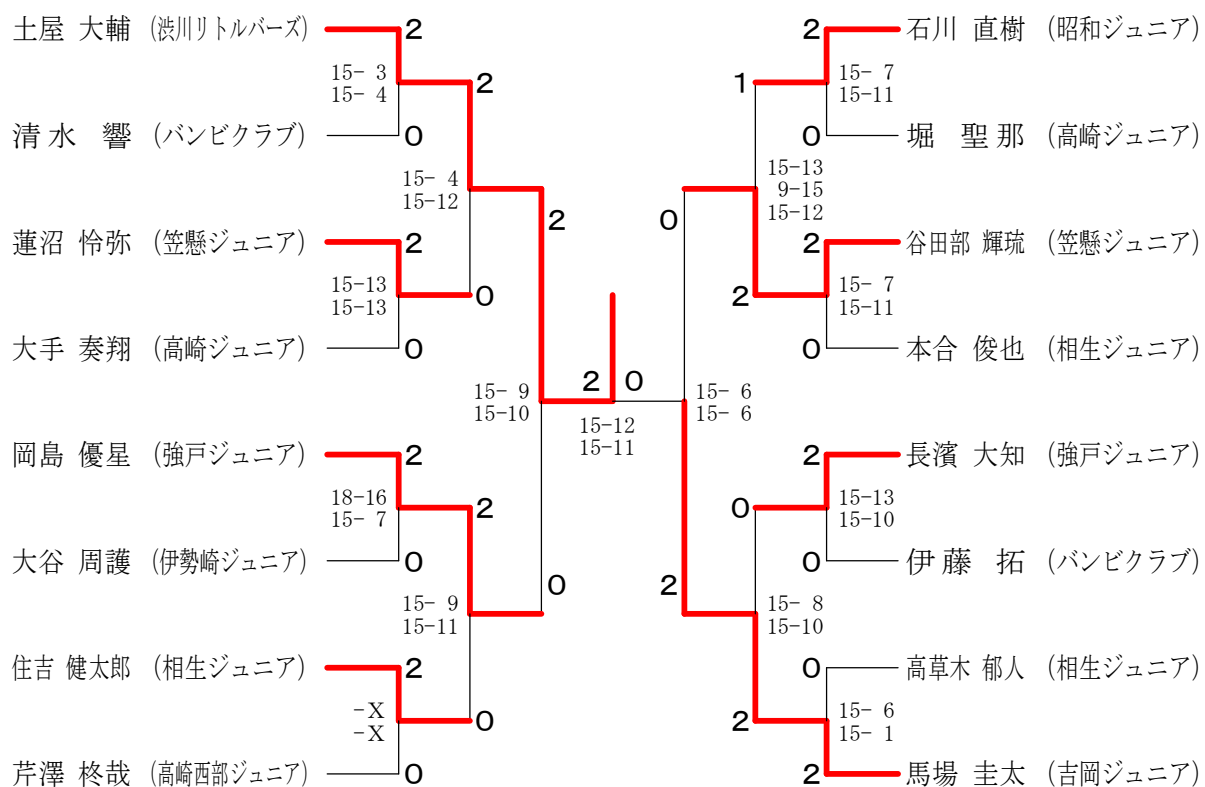 土屋 大輔 (渋川リトルバーズ) 2
15- 3
15- 4
2
清水 響 (バンビクラブ) 0
15- 4
15-12
2
蓮沼 怜弥 (笠懸ジュニア) 2
15-13
15-13
0
大手 奏翔 (高崎ジュニア) 0
15- 9
15-10
岡島 優星 (強戸ジュニア) 2
18-16
15- 7
2
大谷 周護 (伊勢崎ジュニア) 0
15- 9
15-11
0
住吉 健太郎 (相生ジュニア) 2
-X
-X
0
芹澤 柊哉 (高崎西部ジュニア) 0
2 0
15-12
15-11
2 石川 直樹 (昭和ジュニア)
1
15- 7
15-11
0 堀 聖那 (高崎ジュニア)
0
15-13
9-15
15-12
2 谷田部 輝琉 (笠懸ジュニア)
2
15- 7
15-11
0 本合 俊也 (相生ジュニア)
15- 6
15- 6
2 長濱 大知 (強戸ジュニア)
0
15-13
15-10
0 伊藤 拓 (バンビクラブ)
2
15- 8
15-10
0 高草木 郁人 (相生ジュニア)
2
15- 6
15- 1
2 馬場 圭太 (吉岡ジュニア)